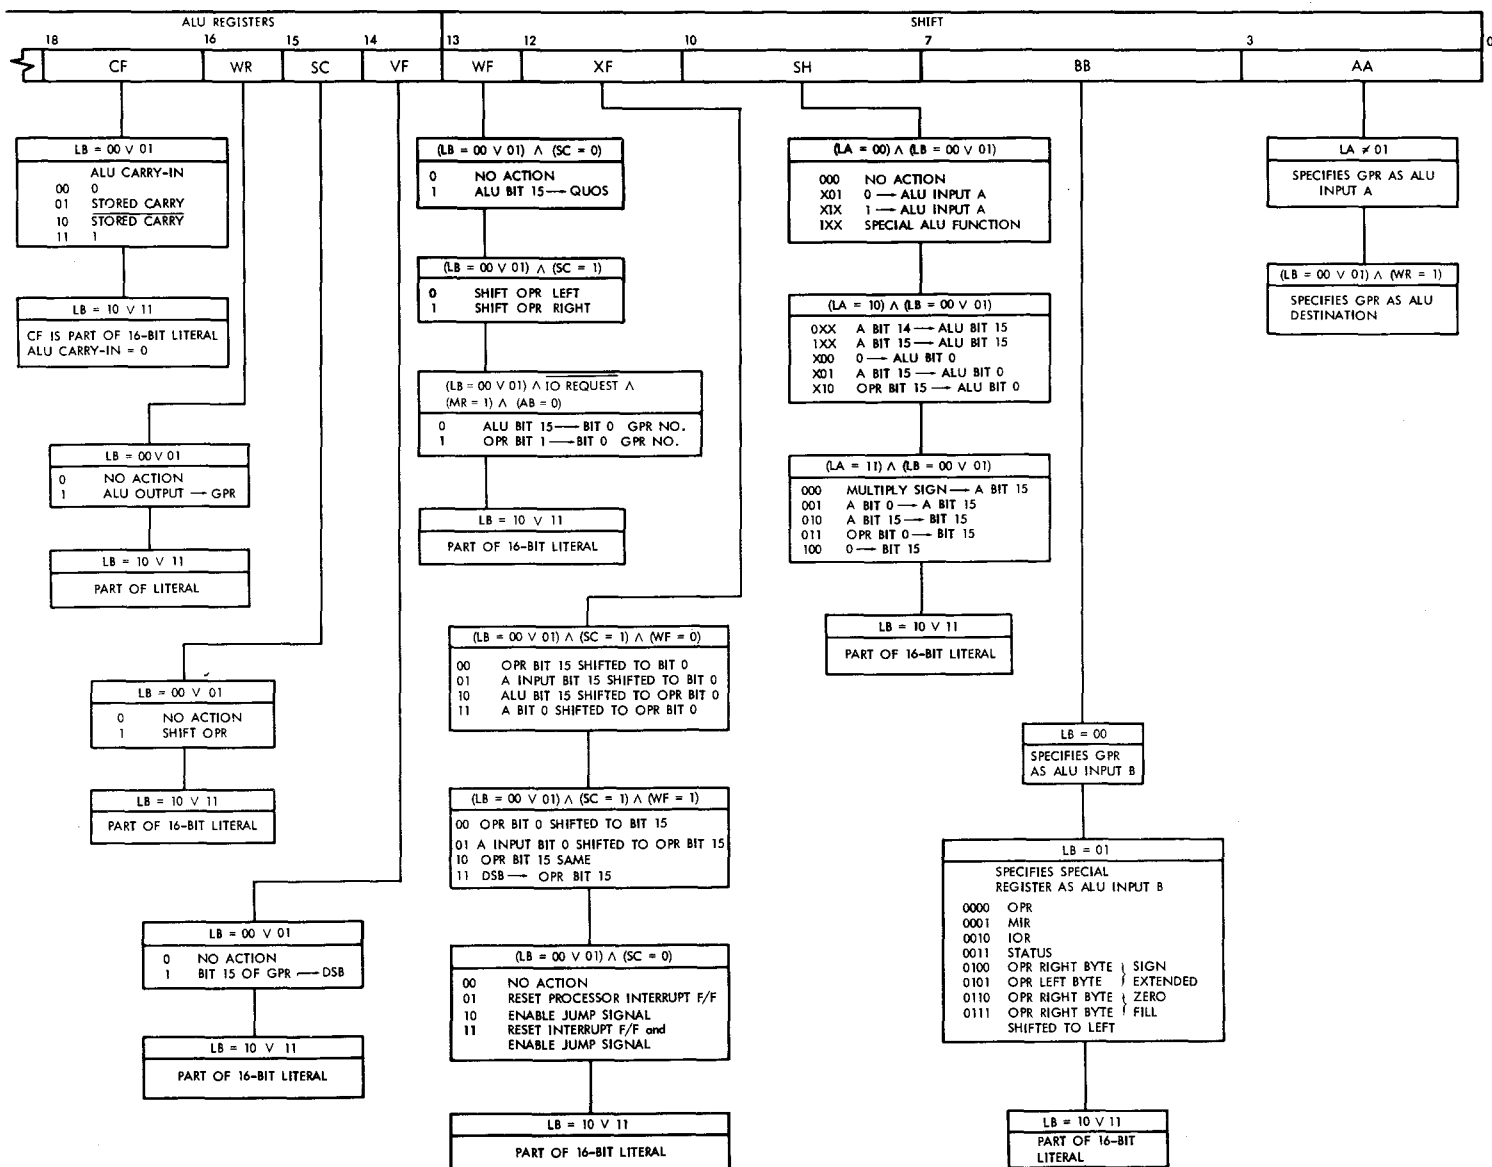 ALU REGISTERS
SHIFT
18 16 15 14 13 12 10 7 3 0
CF WR SC VF WF XF SH BB AA
LB = 00 V 01
ALU CARRY-IN
00 0
01 STORED CARRY
10 STORED CARRY
11 1
LB = 10 V 11
CF IS PART OF 16-BIT LITERAL
ALU CARRY-IN = 0
LB = 00 V 01
0 NO ACTION
1 ALU OUTPUT → GPR
LB = 10 V 11
PART OF LITERAL
LB = 00 V 01
0 NO ACTION
1 SHIFT OPR
LB = 10 V 11
PART OF 16-BIT LITERAL
LB = 00 V 01
0 NO ACTION
1 BIT 15 OF GPR → DSB
LB = 10 V 11
PART OF 16-BIT LITERAL
(LB = 00 V 01) ∧ (SC = 0)
0 NO ACTION
1 ALU BIT 15 → QUOS
(LB = 00 V 01) ∧ (SC = 1)
0 SHIFT OPR LEFT
1 SHIFT OPR RIGHT
(LB = 00 V 01) ∧ IO REQUEST ∧
(MR = 1) ∧ (AB = 0)
0 ALU BIT 15 → BIT 0 GPR NO.
1 OPR BIT 1 → BIT 0 GPR NO.
LB = 10 V 11
PART OF 16-BIT LITERAL
(LB = 00 V 01) ∧ (SC = 1) ∧ (WF = 0)
00 OPR BIT 15 SHIFTED TO BIT 0
01 A INPUT BIT 15 SHIFTED TO BIT 0
10 ALU BIT 15 SHIFTED TO OPR BIT 0
11 A BIT 0 SHIFTED TO OPR BIT 0
(LB = 00 V 01) ∧ (SC = 1) ∧ (WF = 1)
00 OPR BIT 0 SHIFTED TO BIT 15
01 A INPUT BIT 0 SHIFTED TO OPR BIT 15
10 OPR BIT 15 SAME
11 DSB → OPR BIT 15
(LB = 00 V 01) ∧ (SC = 0)
00 NO ACTION
01 RESET PROCESSOR INTERRUPT F/F
10 ENABLE JUMP SIGNAL
11 RESET INTERRUPT F/F and
ENABLE JUMP SIGNAL
LB = 10 V 11
PART OF 16-BIT LITERAL
(LA = 00) ∧ (LB = 00 V 01)
000 NO ACTION
X01 0 → ALU INPUT A
X1X 1 → ALU INPUT A
1XX SPECIAL ALU FUNCTION
(LA = 10) ∧ (LB = 00 V 01)
0XX A BIT 14 → ALU BIT 15
1XX A BIT 15 → ALU BIT 15
X00 0 → ALU BIT 0
X01 A BIT 15 → ALU BIT 0
X10 OPR BIT 15 → ALU BIT 0
(LA = 11) ∧ (LB = 00 V 01)
000 MULTIPLY SIGN → A BIT 15
001 A BIT 0 → A BIT 15
010 A BIT 15 → BIT 15
011 OPR BIT 0 → BIT 15
100 0 → BIT 15
LB = 10 V 11
PART OF 16-BIT LITERAL
LB = 00
SPECIFIES GPR
AS ALU INPUT B
LB = 01
SPECIFIES SPECIAL
REGISTER AS ALU INPUT B
0000 OPR
0001 MIR
0010 IOR
0011 STATUS
0100 OPR RIGHT BYTE } SIGN
0101 OPR LEFT BYTE } EXTENDED
0110 OPR RIGHT BYTE } ZERO
0111 OPR RIGHT BYTE } FILL
SHIFTED TO LEFT
LB = 10 V 11
PART OF 16-BIT
LITERAL
LA ≠ 01
SPECIFIES GPR AS ALU
INPUT A
(LB = 00 V 01) ∧ (WR = 1)
SPECIFIES GPR AS ALU
DESTINATION